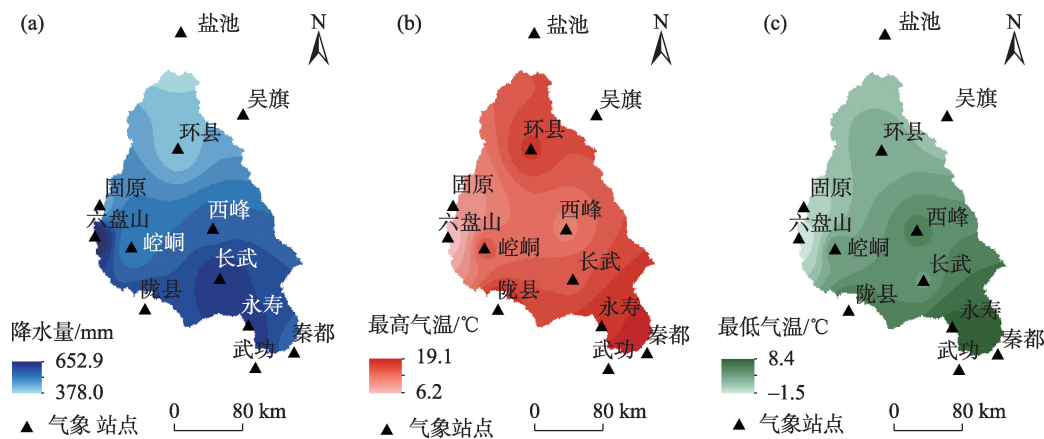 (a)
N
盐池
吴旗
环县
固原
六盘山
西峰
崆峒
长武
陇县
永寿
秦都
武功
降水量/mm
652.9
378.0
气象 站点
0 80 km
(b)
N
盐池
吴旗
环县
固原
六盘山
西峰
崆峒
长武
陇县
永寿
秦都
武功
最高气温/℃
19.1
6.2
气象站点
0 80 km
(c)
N
盐池
吴旗
环县
固原
六盘山
西峰
崆峒
长武
陇县
永寿
秦都
武功
最低气温/℃
8.4
–1.5
气象站点
0 80 km